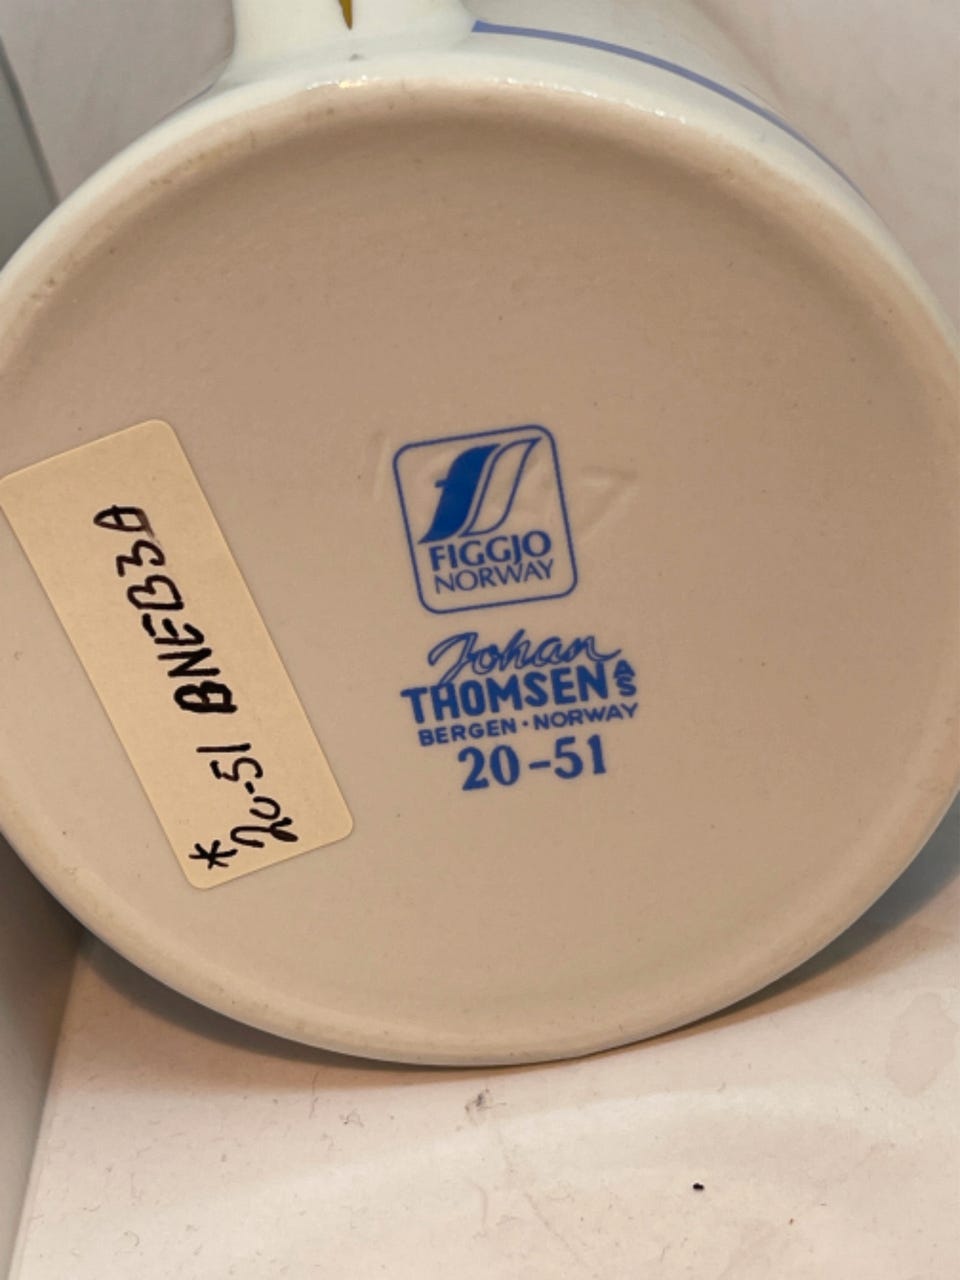 FIGGJO
NORWAY
Johan
THOMSEN A/S
BERGEN · NORWAY
20-51
* 20-51 BNEB3A